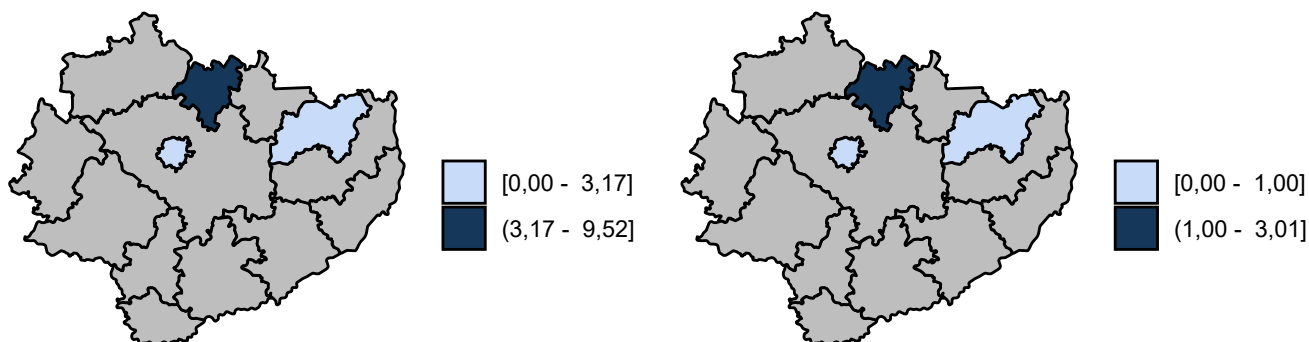 [0,00 - 3,17]
(3,17 - 9,52]
[0,00 - 1,00]
(1,00 - 3,01]